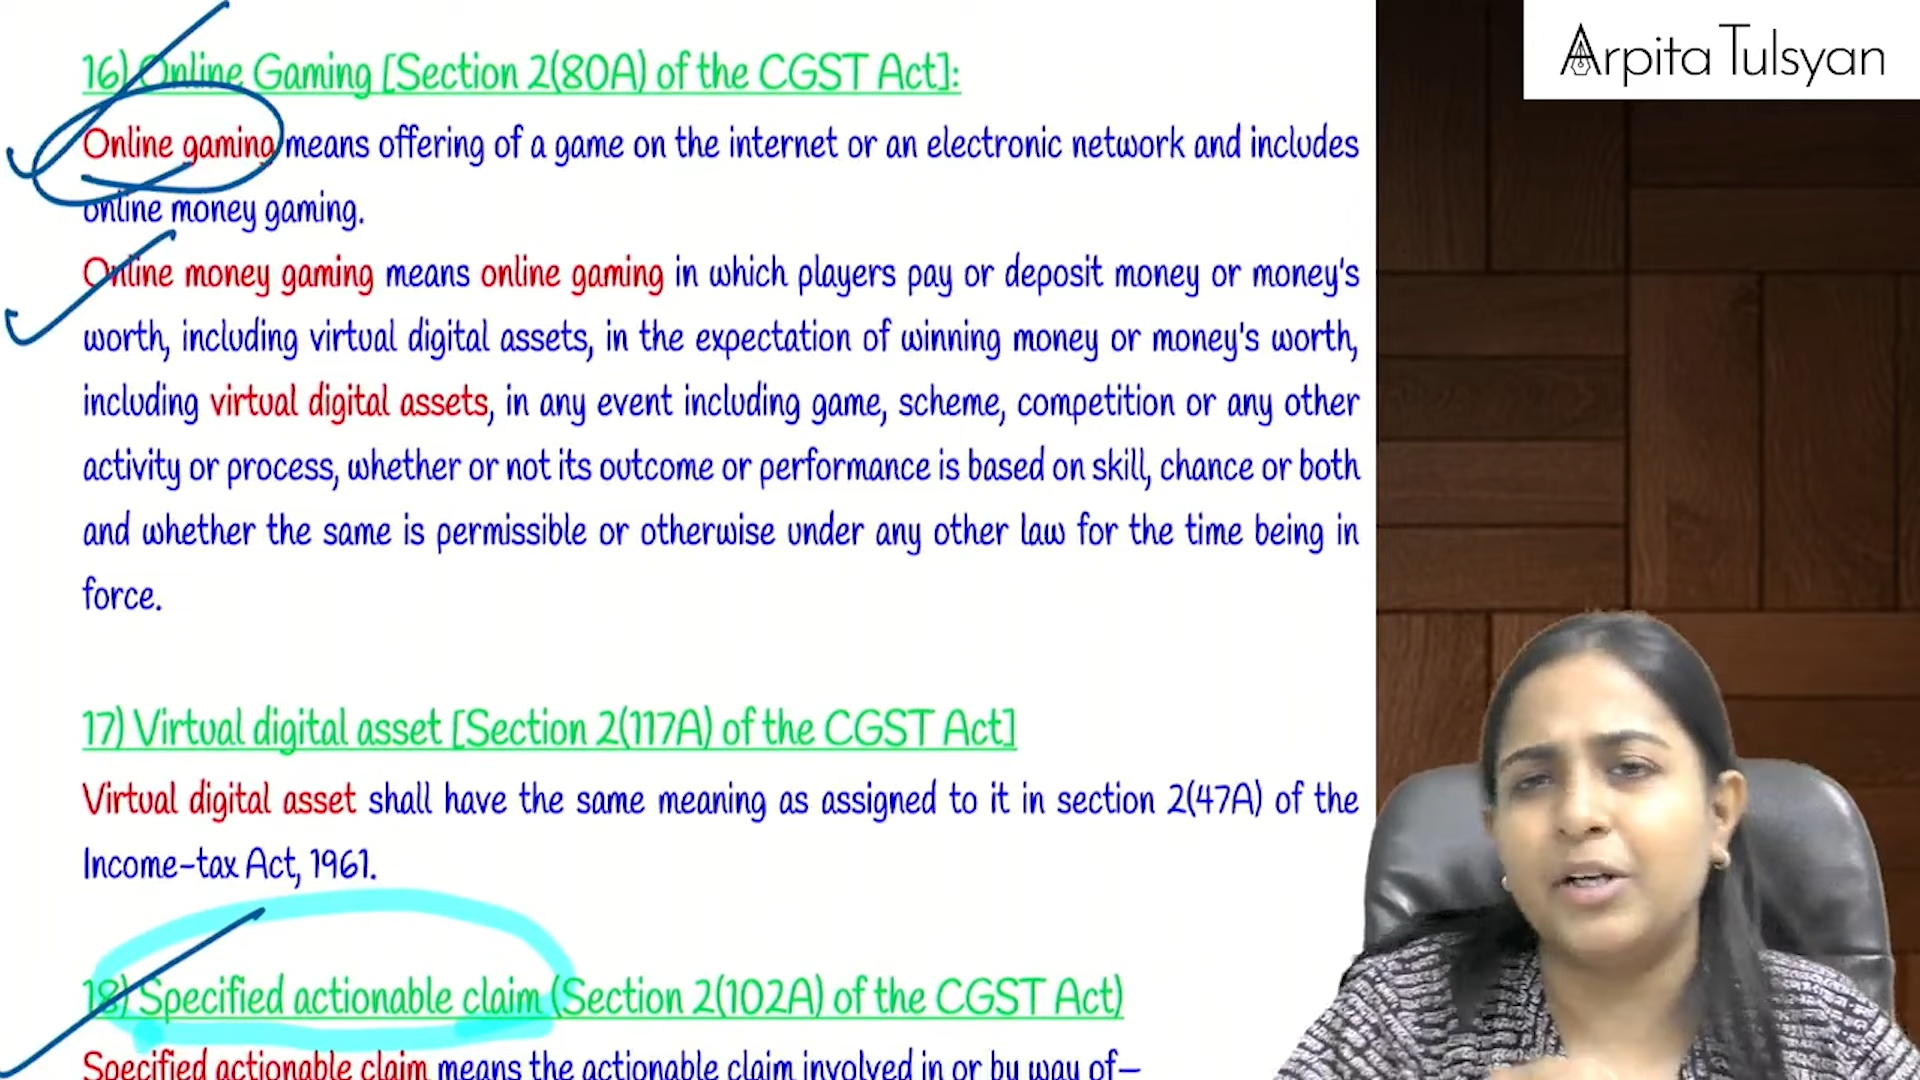 Arpita Tulsyan
16) Online Gaming [Section 2(80A) of the CGST Act]:
Online gaming means offering of a game on the internet or an electronic network and includes
online money gaming.
Online money gaming means online gaming in which players pay or deposit money or money's
worth, including virtual digital assets, in the expectation of winning money or money's worth,
including virtual digital assets, in any event including game, scheme, competition or any other
activity or process, whether or not its outcome or performance is based on skill, chance or both
and whether the same is permissible or otherwise under any other law for the time being in
force.
17) Virtual digital asset [Section 2(117A) of the CGST Act]
Virtual digital asset shall have the same meaning as assigned to it in section 2(47A) of the
Income-tax Act, 1961.
18) Specified actionable claim (Section 2(102A) of the CGST Act)
Specified actionable claim means the actionable claim involved in or by way of—